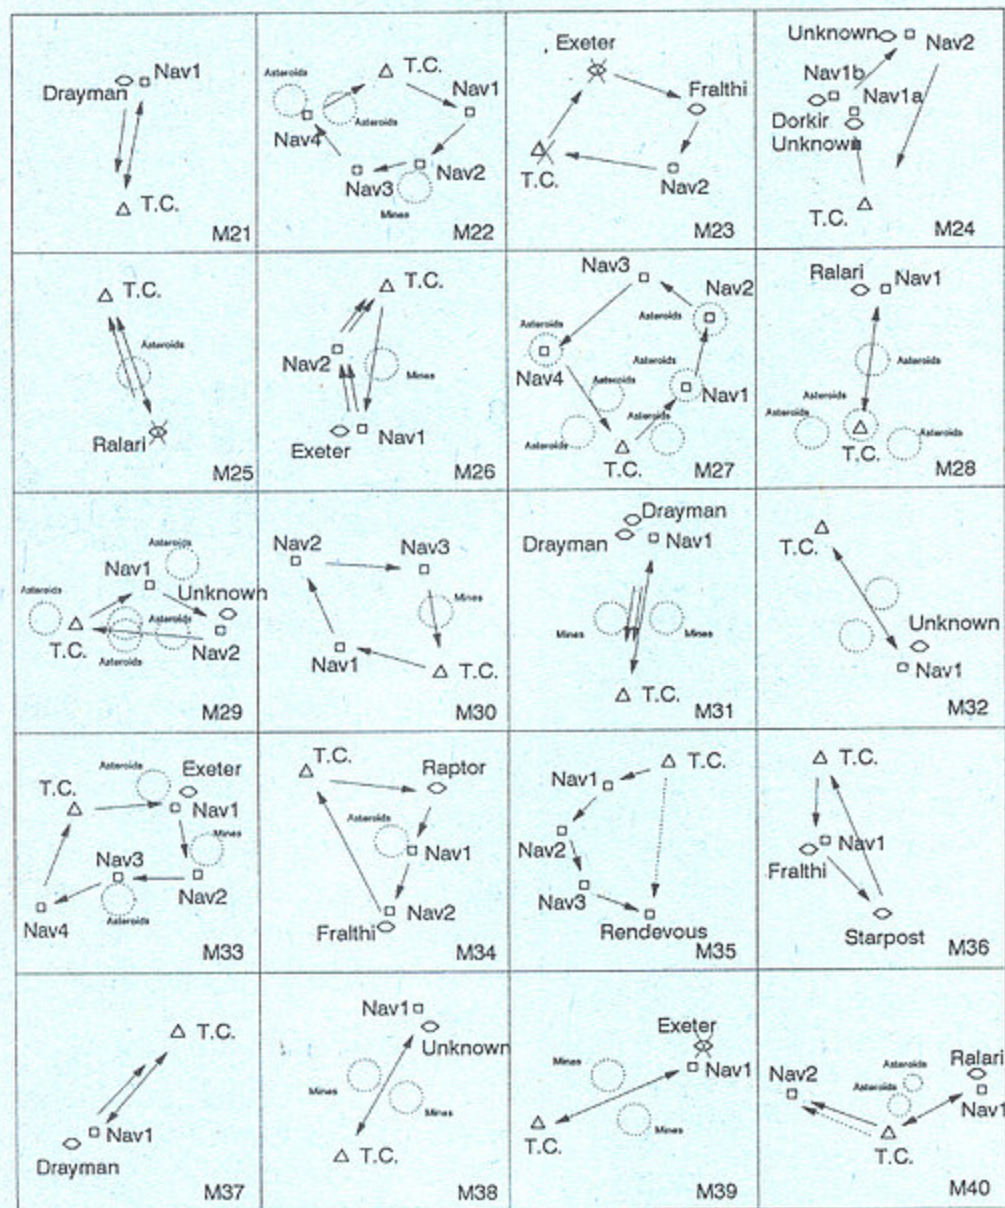 Drayman
Nav1
T.C.
M21
Asteroids
T.C.
Nav1
Asteroids
Nav4
Nav2
Nav3
Mines
M22
Exeter
Fralthi
T.C.
Nav2
M23
Unknown
Nav2
Nav1b
Nav1a
Dorkir
Unknown
T.C.
M24
T.C.
Asteroids
Ralari
M25
T.C.
Nav2
Mines
Exeter
Nav1
M26
Nav3
Nav2
Asteroids
Asteroids
Nav4
Asteroids
Nav1
Asteroids
Asteroids
T.C.
M27
Ralari
Nav1
Asteroids
Asteroids
Asteroids
T.C.
Asteroids
M28
Asteroids
Nav1
Asteroids
Unknown
Asteroids
T.C.
Asteroids
Nav2
M29
Nav2
Nav3
Mines
Nav1
T.C.
M30
Drayman
Drayman
Nav1
Mines
Mines
T.C.
M31
T.C.
Unknown
Nav1
M32
Asteroids
Exeter
T.C.
Nav1
Mines
Nav3
Nav2
Nav4
Asteroids
M33
T.C.
Raptor
Asteroids
Nav1
Nav2
Fralthi
M34
T.C.
Nav1
Nav2
Nav3
Rendevous
M35
T.C.
Nav1
Fralthi
Starpost
M36
T.C.
Nav1
Drayman
M37
Nav1
Unknown
Mines
Mines
T.C.
M38
Exeter
Mines
Nav1
Mines
T.C.
M39
Ralari
Asteroids
Nav2
Asteroids
Nav1
T.C.
M40